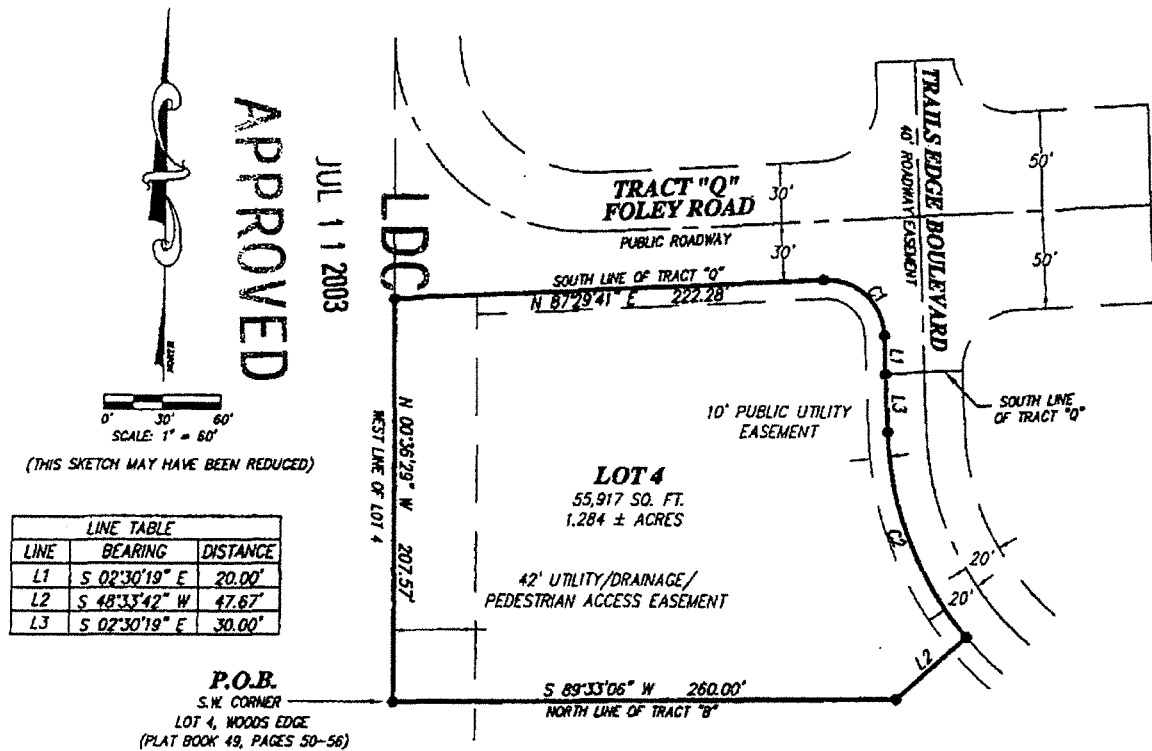 APPROVED
JUL 11 2003
LDC
TRACT "Q"
FOLEY ROAD
PUBLIC ROADWAY
30'
30'
TRAILS EDGE BOULEVARD
40' ROADWAY EASEMENT
50'
50'
SOUTH LINE OF TRACT "Q"
N 87°29'41" E 222.28'
C1
L1
L3
SOUTH LINE
OF TRACT "Q"
0' 30' 60'
SCALE: 1" = 60'
(THIS SKETCH MAY HAVE BEEN REDUCED)
N 00°36'29" W 207.57'
WEST LINE OF LOT 4
10' PUBLIC UTILITY
EASEMENT
LOT 4
55,917 SQ. FT.
1.284 ± ACRES
C2
20'
20'
42' UTILITY/DRAINAGE/
PEDESTRIAN ACCESS EASEMENT
LINE TABLE
LINE BEARING DISTANCE
L1 S 02°30'19" E 20.00'
L2 S 48°33'42" W 47.67'
L3 S 02°30'19" E 30.00'
L2
P.O.B.
S.W. CORNER
LOT 4, WOODS EDGE
(PLAT BOOK 49, PAGES 50-56)
S 89°33'06" W 260.00'
NORTH LINE OF TRACT "B"